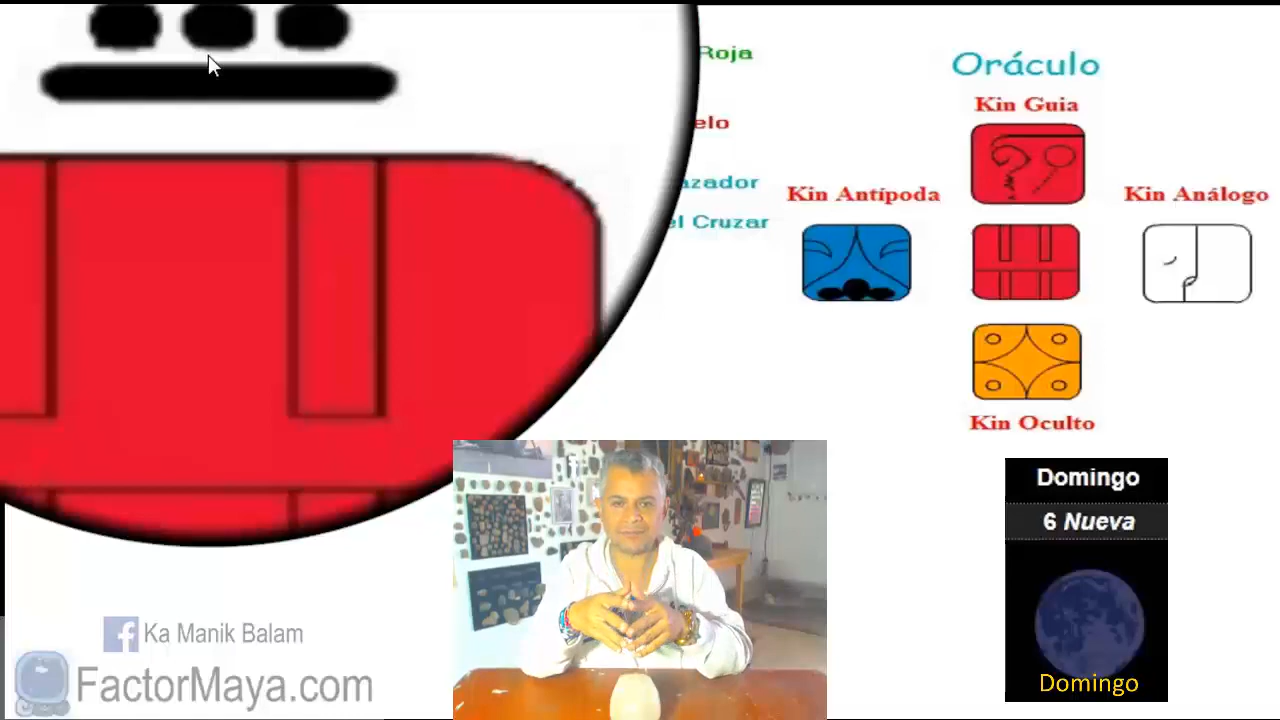 Roja
elo
azador
el Cruzar
Oráculo
Kin Guia
Kin Antípoda
Kin Análogo
Kin Oculto
Domingo
6 Nueva
Domingo
Ka Manik Balam
FactorMaya.com